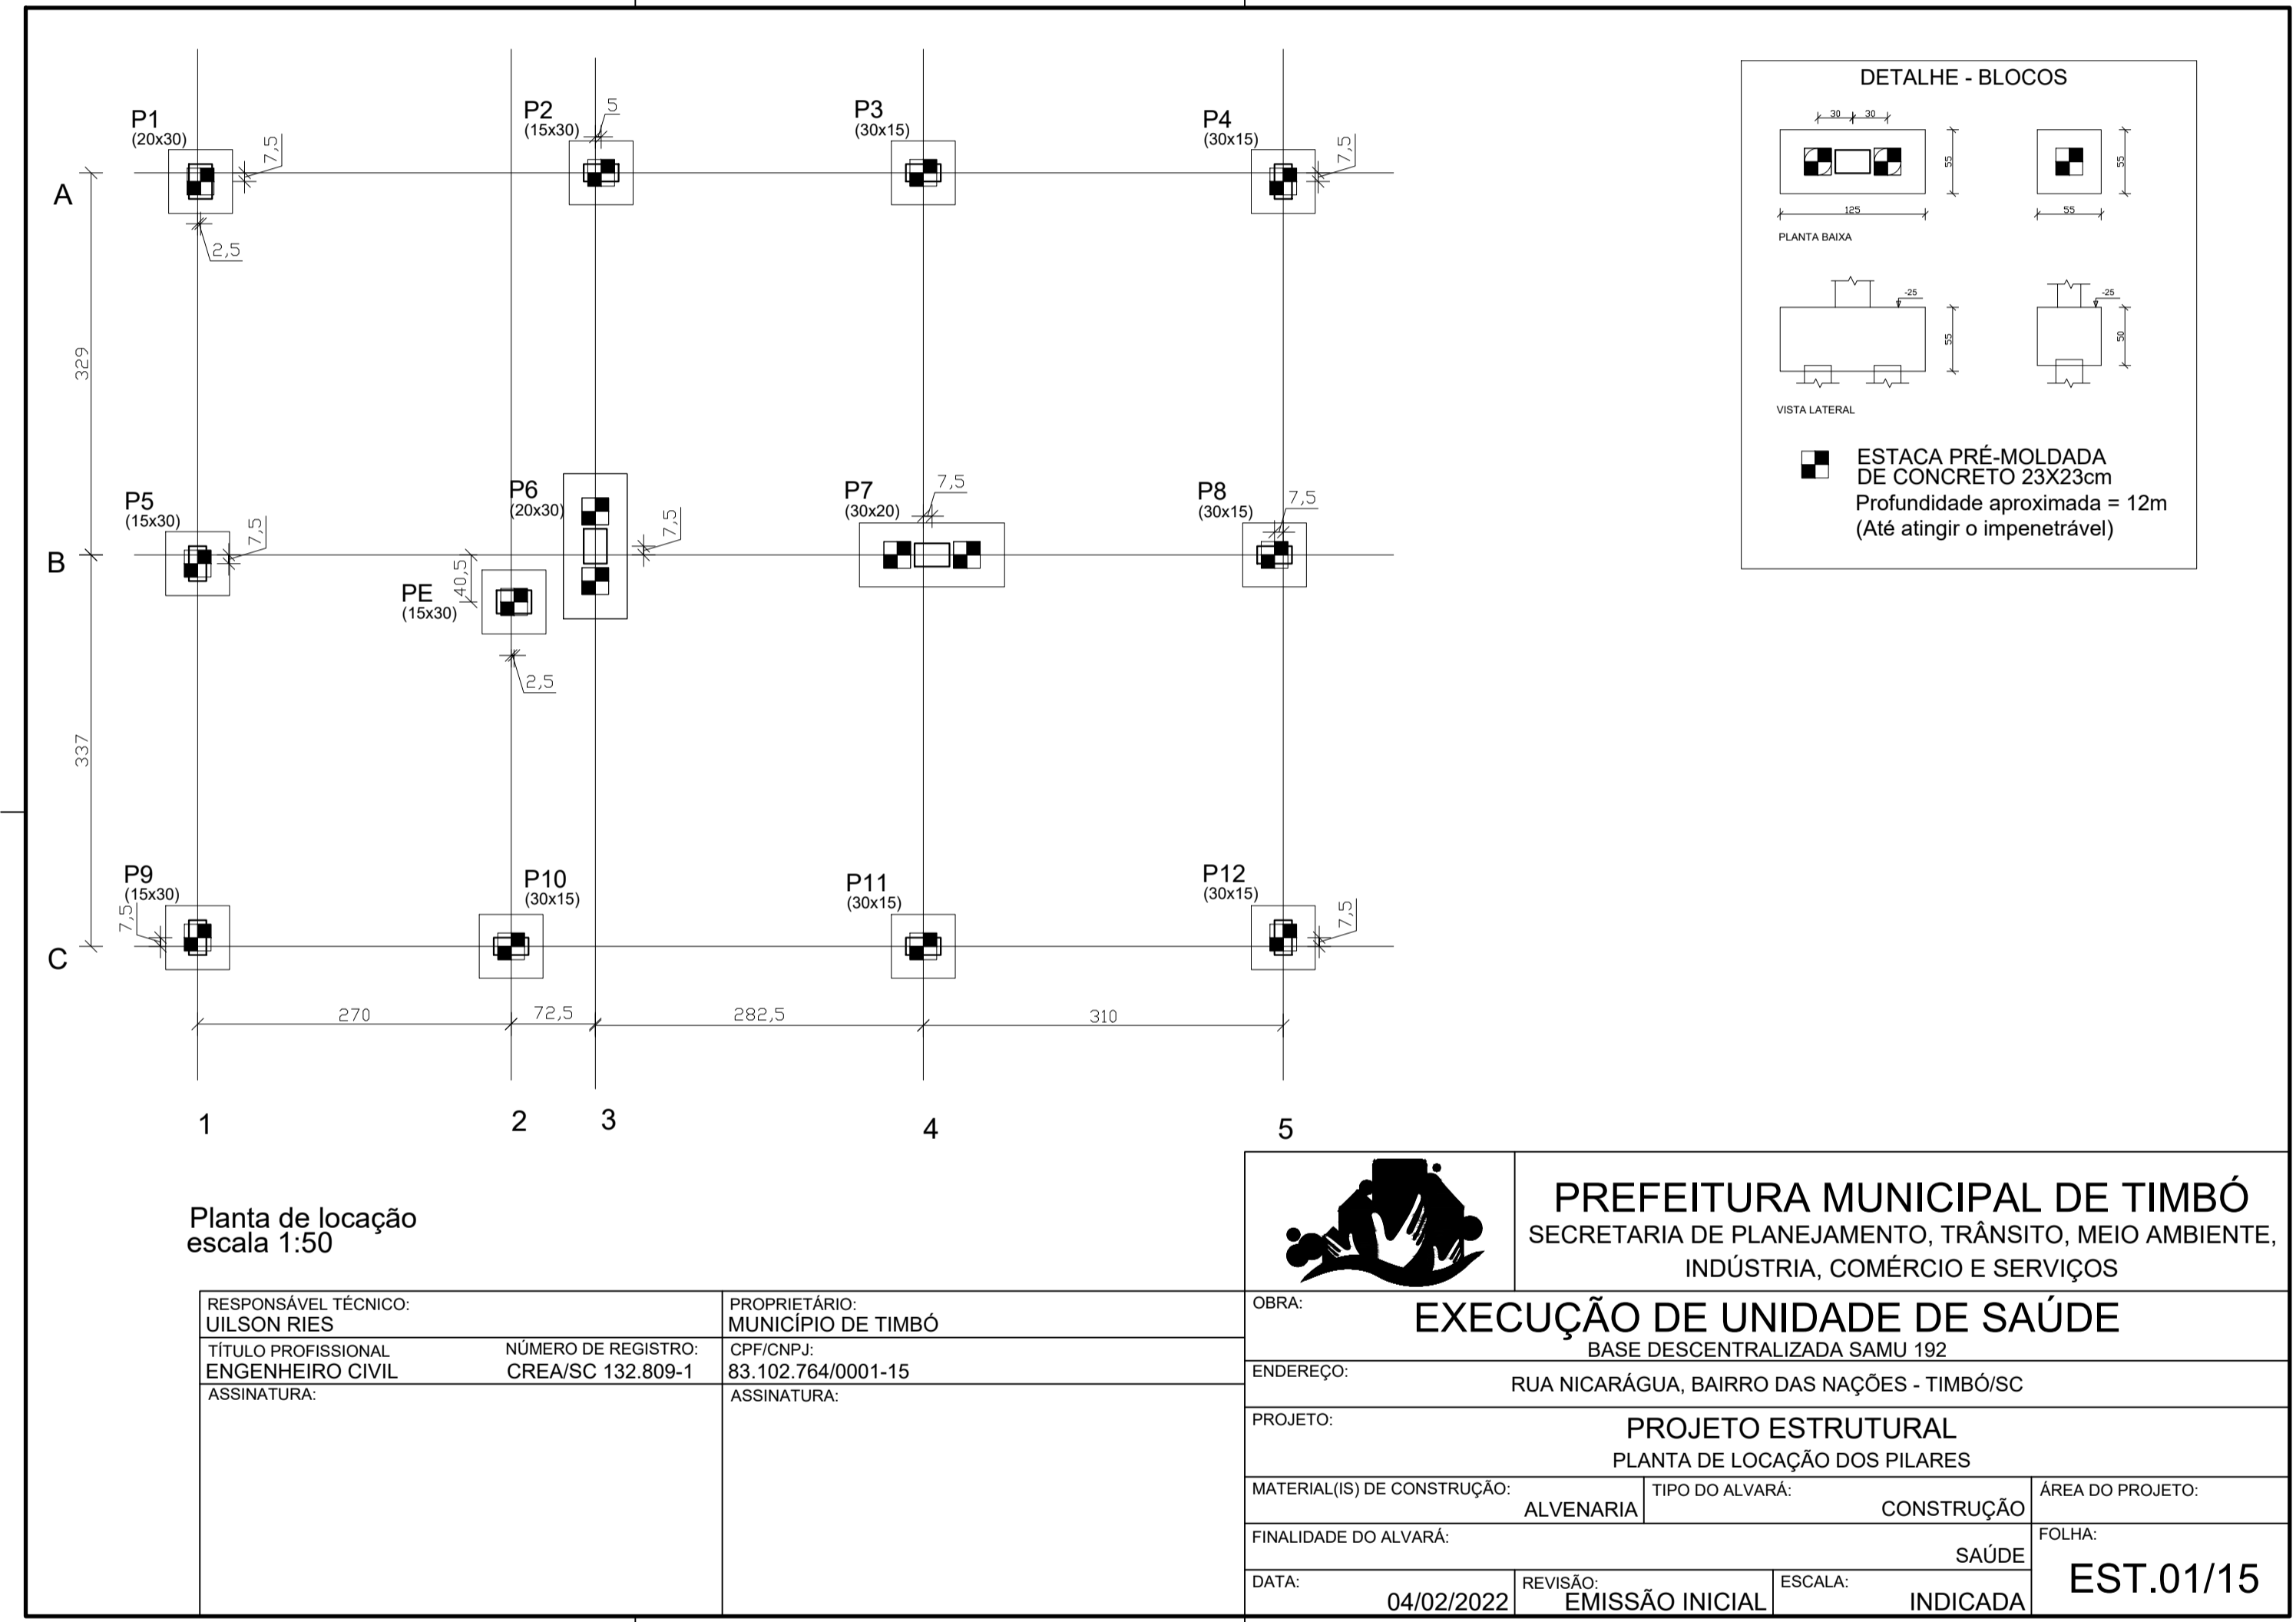 P1
(20x30)
7,5
2,5
P2
(15x30)
5
P3
(30x15)
P4
(30x15)
7,5
A
329
P5
(15x30)
7,5
P6
(20x30)
7,5
P7
(30x20)
7,5
P8
(30x15)
7,5
B
PE
(15x30)
40,5
2,5
337
P9
(15x30)
7,5
P10
(30x15)
P11
(30x15)
P12
(30x15)
7,5
C
270
72,5
282,5
310
1
2
3
4
5
DETALHE - BLOCOS
30
30
55
55
125
55
PLANTA BAIXA
-25
-25
55
50
VISTA LATERAL
ESTACA PRÉ-MOLDADA
DE CONCRETO 23X23cm
Profundidade aproximada = 12m
(Até atingir o impenetrável)
Planta de locação
escala 1:50
RESPONSÁVEL TÉCNICO:
UILSON RIES
TÍTULO PROFISSIONAL
ENGENHEIRO CIVIL
NÚMERO DE REGISTRO:
CREA/SC 132.809-1
ASSINATURA:
PROPRIETÁRIO:
MUNICÍPIO DE TIMBÓ
CPF/CNPJ:
83.102.764/0001-15
ASSINATURA:
PREFEITURA MUNICIPAL DE TIMBÓ
SECRETARIA DE PLANEJAMENTO, TRÂNSITO, MEIO AMBIENTE,
INDÚSTRIA, COMÉRCIO E SERVIÇOS
OBRA:
EXECUÇÃO DE UNIDADE DE SAÚDE
BASE DESCENTRALIZADA SAMU 192
ENDEREÇO:
RUA NICARÁGUA, BAIRRO DAS NAÇÕES - TIMBÓ/SC
PROJETO:
PROJETO ESTRUTURAL
PLANTA DE LOCAÇÃO DOS PILARES
MATERIAL(IS) DE CONSTRUÇÃO:
ALVENARIA
TIPO DO ALVARÁ:
CONSTRUÇÃO
ÁREA DO PROJETO:
FINALIDADE DO ALVARÁ:
SAÚDE
FOLHA:
EST.01/15
DATA:
04/02/2022
REVISÃO:
EMISSÃO INICIAL
ESCALA:
INDICADA